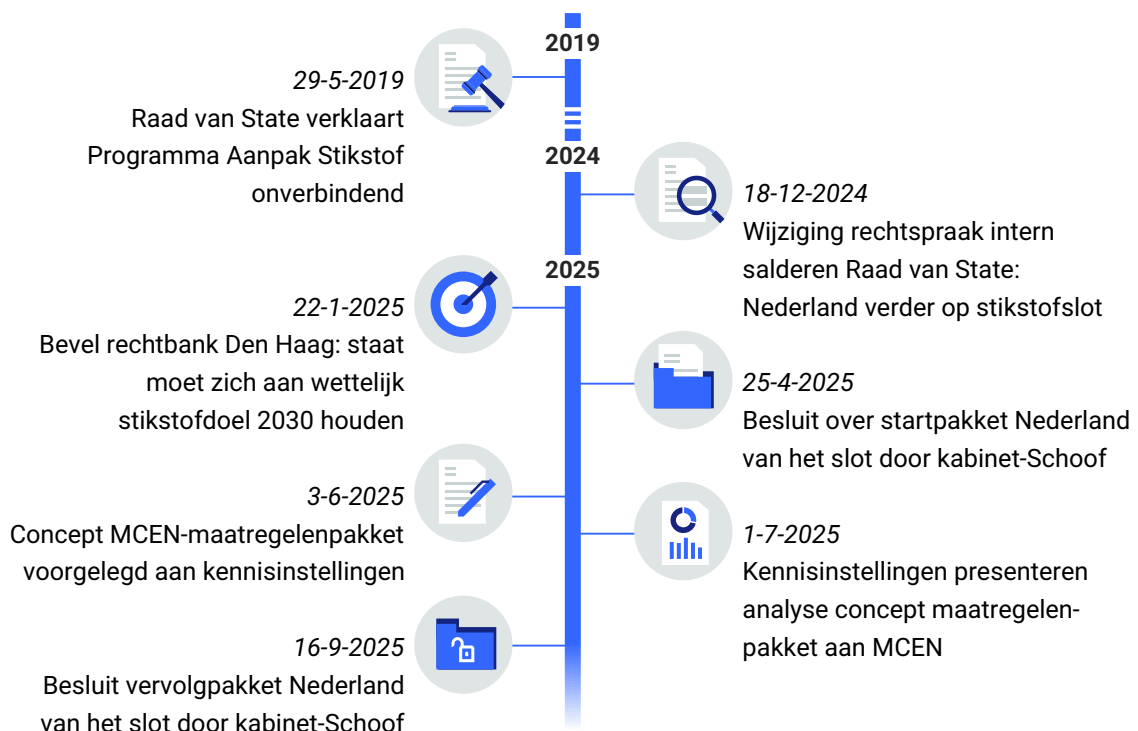 2019
29-5-2019
Raad van State verklaart
Programma Aanpak Stikstof
onverbindend
2024
18-12-2024
Wijziging rechtspraak intern
salderen Raad van State:
Nederland verder op stikstofslot
2025
22-1-2025
Bevel rechtbank Den Haag: staat
moet zich aan wettelijk
stikstofdoel 2030 houden
25-4-2025
Besluit over startpakket Nederland
van het slot door kabinet-Schoof
3-6-2025
Concept MCEN-maatregelenpakket
voorgelegd aan kennisinstellingen
1-7-2025
Kennisinstellingen presenteren
analyse concept maatregelen-
pakket aan MCEN
16-9-2025
Besluit vervolgpakket Nederland
van het slot door kabinet-Schoof